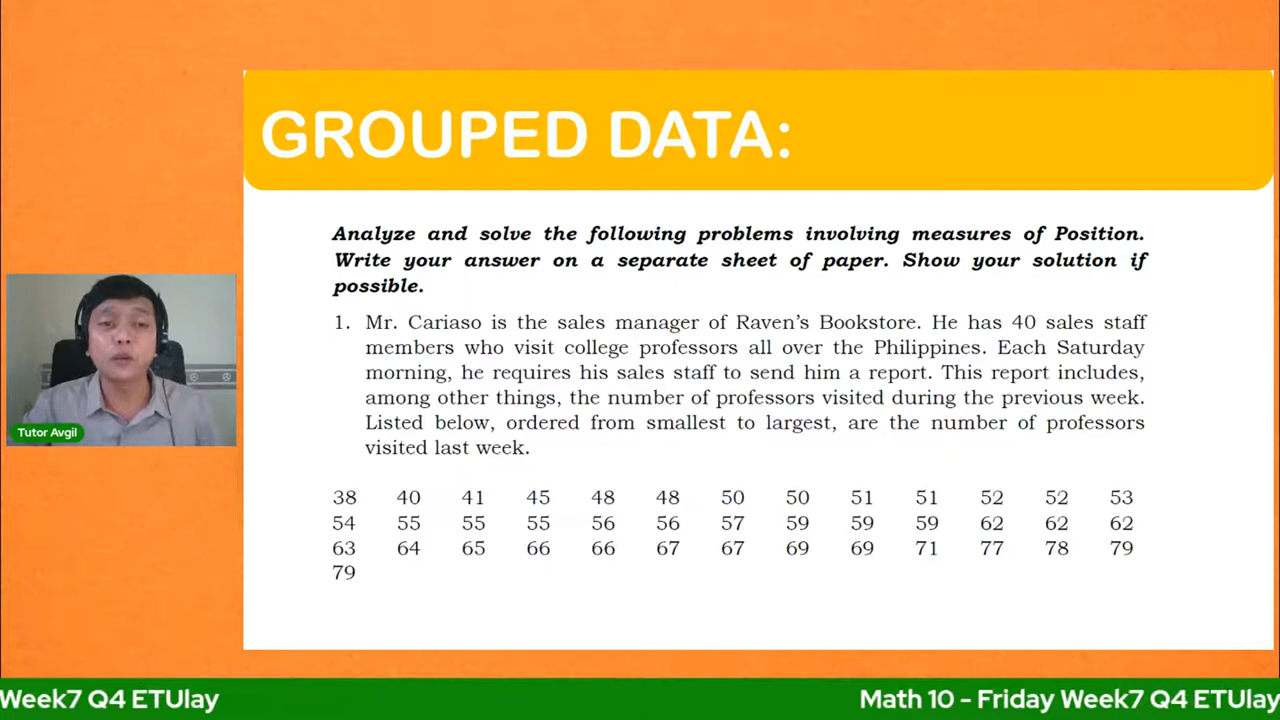 GROUPED DATA:
Analyze and solve the following problems involving measures of Position.
Write your answer on a separate sheet of paper. Show your solution if
possible.
1. Mr. Cariaso is the sales manager of Raven's Bookstore. He has 40 sales staff
members who visit college professors all over the Philippines. Each Saturday
morning, he requires his sales staff to send him a report. This report includes,
among other things, the number of professors visited during the previous week.
Listed below, ordered from smallest to largest, are the number of professors
visited last week.
38 40 41 45 48 48 50 50 51 51 52 52 53
54 55 55 55 56 56 57 59 59 59 62 62 62
63 64 65 66 66 67 67 69 69 71 77 78 79
79
Tutor Avgil
Week7 Q4 ETUlay
Math 10 - Friday Week7 Q4 ETUlay